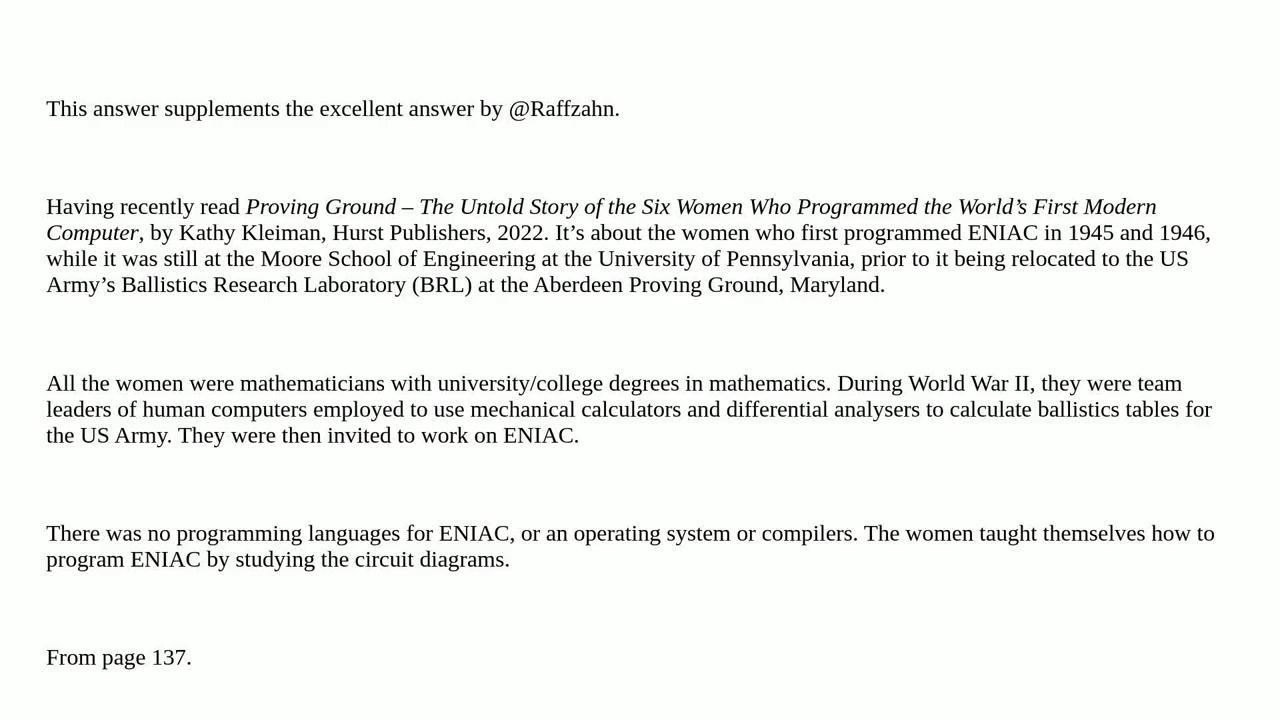 This answer supplements the excellent answer by @Raffzahn.
Having recently read Proving Ground – The Untold Story of the Six Women Who Programmed the World’s First Modern
Computer, by Kathy Kleiman, Hurst Publishers, 2022. It’s about the women who first programmed ENIAC in 1945 and 1946,
while it was still at the Moore School of Engineering at the University of Pennsylvania, prior to it being relocated to the US
Army’s Ballistics Research Laboratory (BRL) at the Aberdeen Proving Ground, Maryland.
All the women were mathematicians with university/college degrees in mathematics. During World War II, they were team
leaders of human computers employed to use mechanical calculators and differential analysers to calculate ballistics tables for
the US Army. They were then invited to work on ENIAC.
There was no programming languages for ENIAC, or an operating system or compilers. The women taught themselves how to
program ENIAC by studying the circuit diagrams.
From page 137.